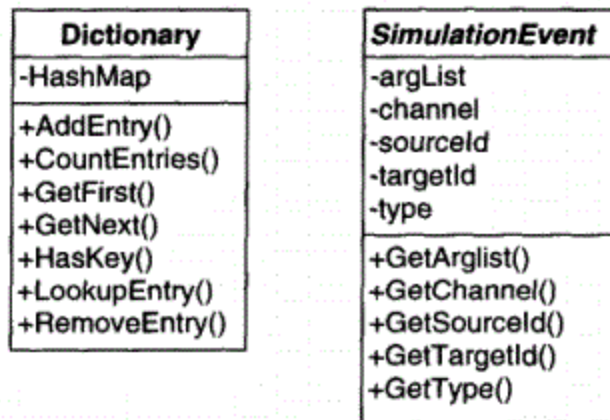 Dictionary
-HashMap
+AddEntry()
+CountEntries()
+GetFirst()
+GetNext()
+HasKey()
+LookupEntry()
+RemoveEntry()
SimulationEvent
-argList
-channel
-sourceId
-targetId
-type
+GetArglist()
+GetChannel()
+GetSourceId()
+GetTargetId()
+GetType()